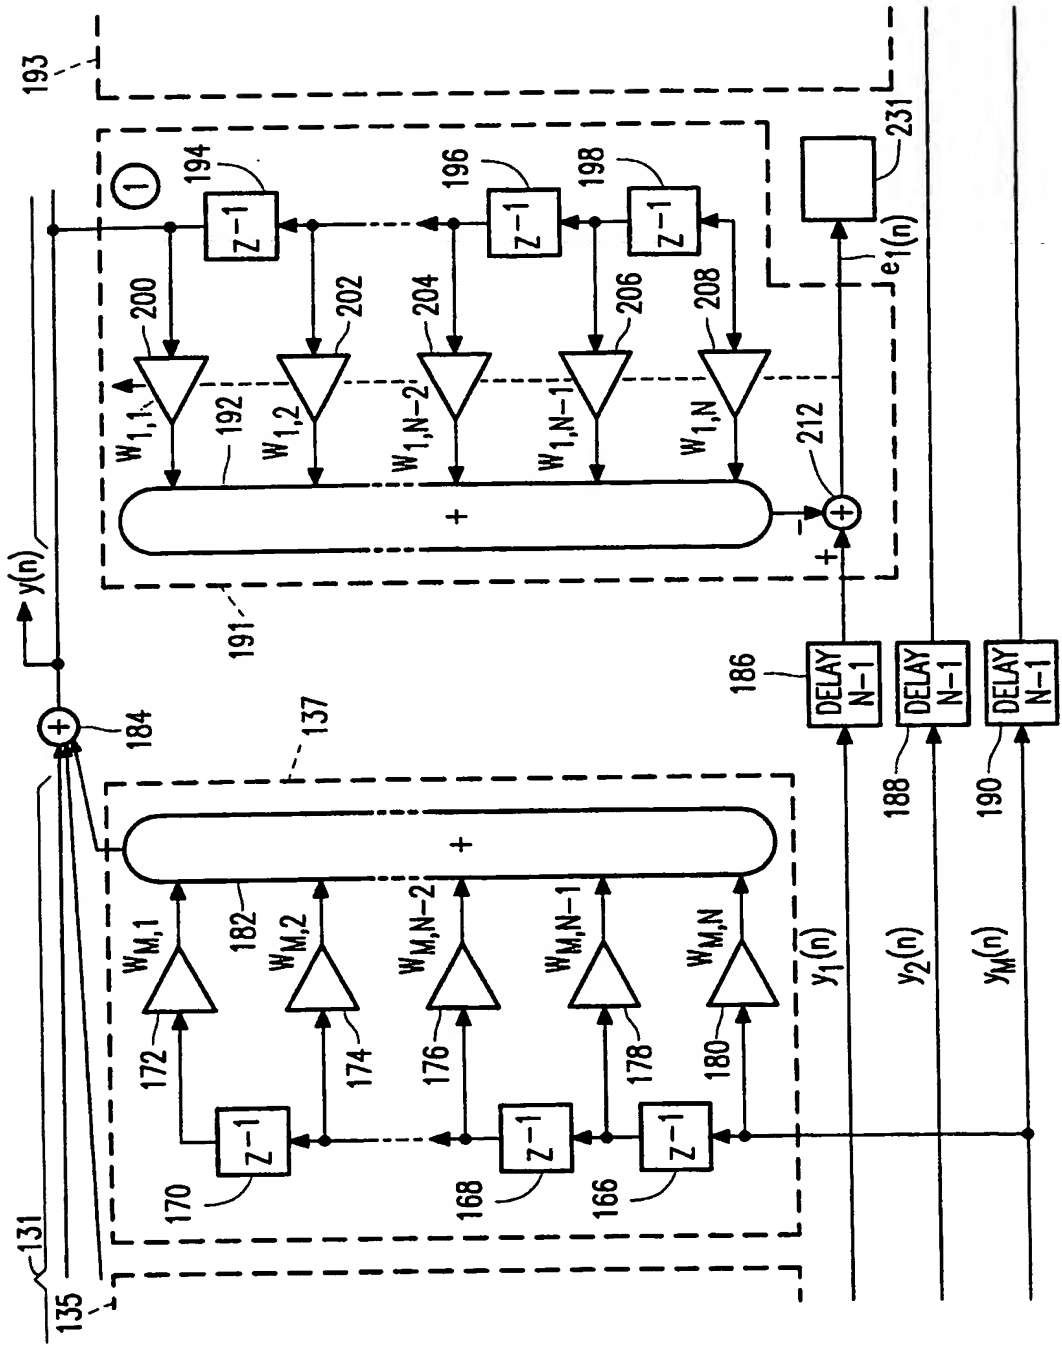 131
135
193
y(n)
184
191
137
1
194
196
198
200
202
204
206
208
192
212
231
W1,1
W1,2
W1,N-2
W1,N-1
W1,N
Z-1
Z-1
Z-1
+
+
-
+
e1(n)
+
186
DELAY
N-1
188
DELAY
N-1
190
DELAY
N-1
182
+
WM,1
WM,2
WM,N-2
WM,N-1
WM,N
172
174
176
178
180
Z-1
Z-1
Z-1
170
168
166
y1(n)
y2(n)
yM(n)